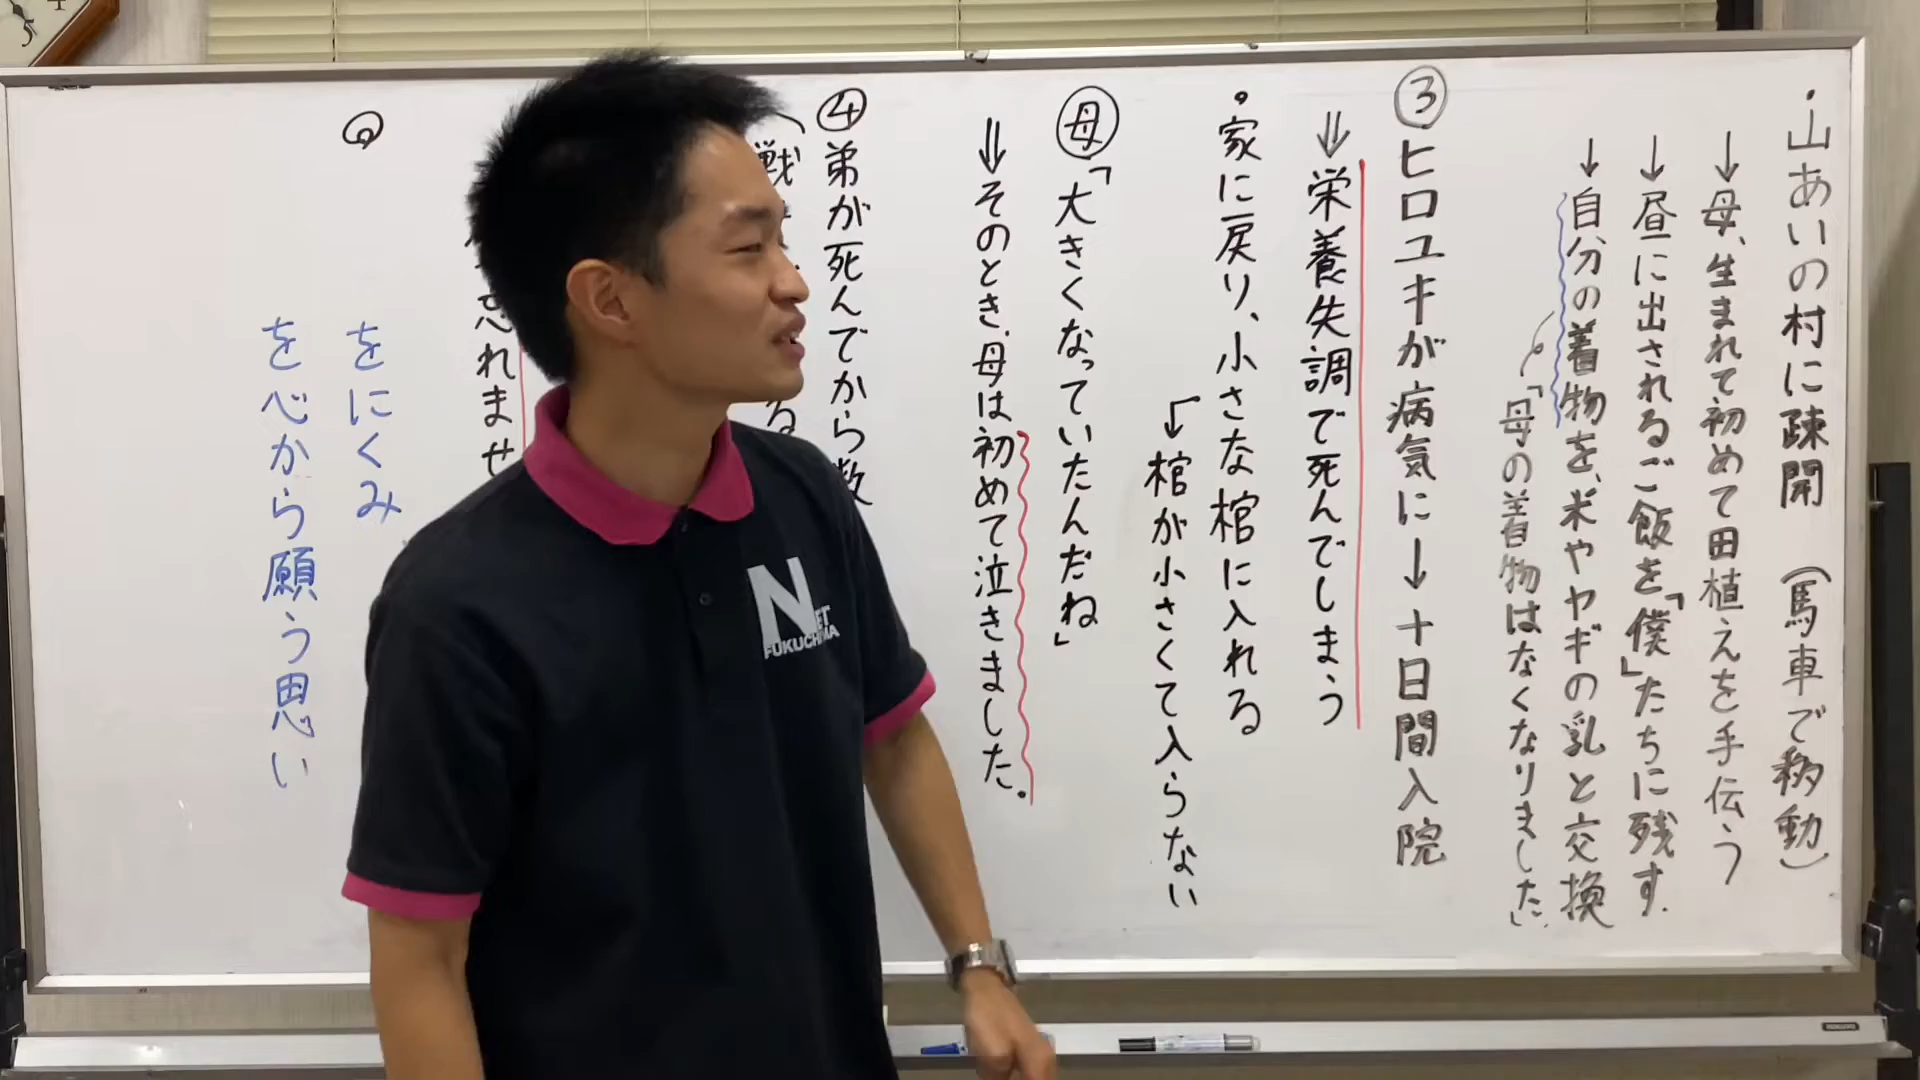 ・山あいの村に疎開（馬車で移動）
↓母、生まれて初めて田植えを手伝う
↓昼に出されるご飯を「僕」たちに残す.
↓自分の着物を、米やヤギの乳と交換
「母の着物はなくなりました」.
③ヒロユキが病気に→十日間入院
⇓栄養失調で死んでしまう
・家に戻り、小さな棺に入れる
棺が小さくて入らない
母「大きくなっていたんだね」
⇓そのとき、母は初めて泣きました.
④弟が死んでから数
戦
る
忘れませ
をにくみ
を心から願う思い
NET
FUKUCHIMA
KOKUYO